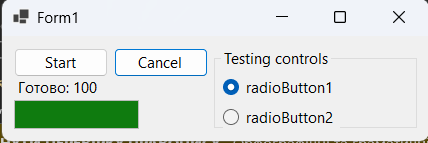 Form1
Start Cancel
Готово: 100
Testing controls
radioButton1
radioButton2